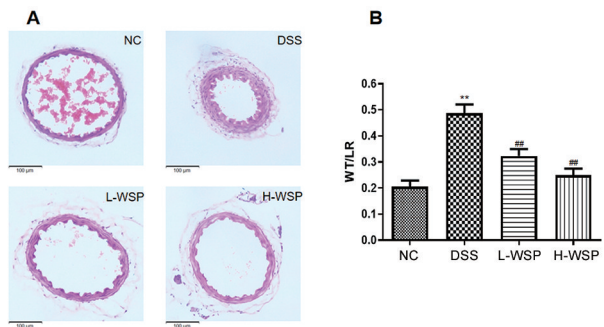 A
B
NC
DSS
100 μm
100 μm
L-WSP
H-WSP
100 μm
100 μm
WT/LR
0.6
0.5
0.4
0.3
0.2
0.1
0.0
**
##
##
NC DSS L-WSP H-WSP